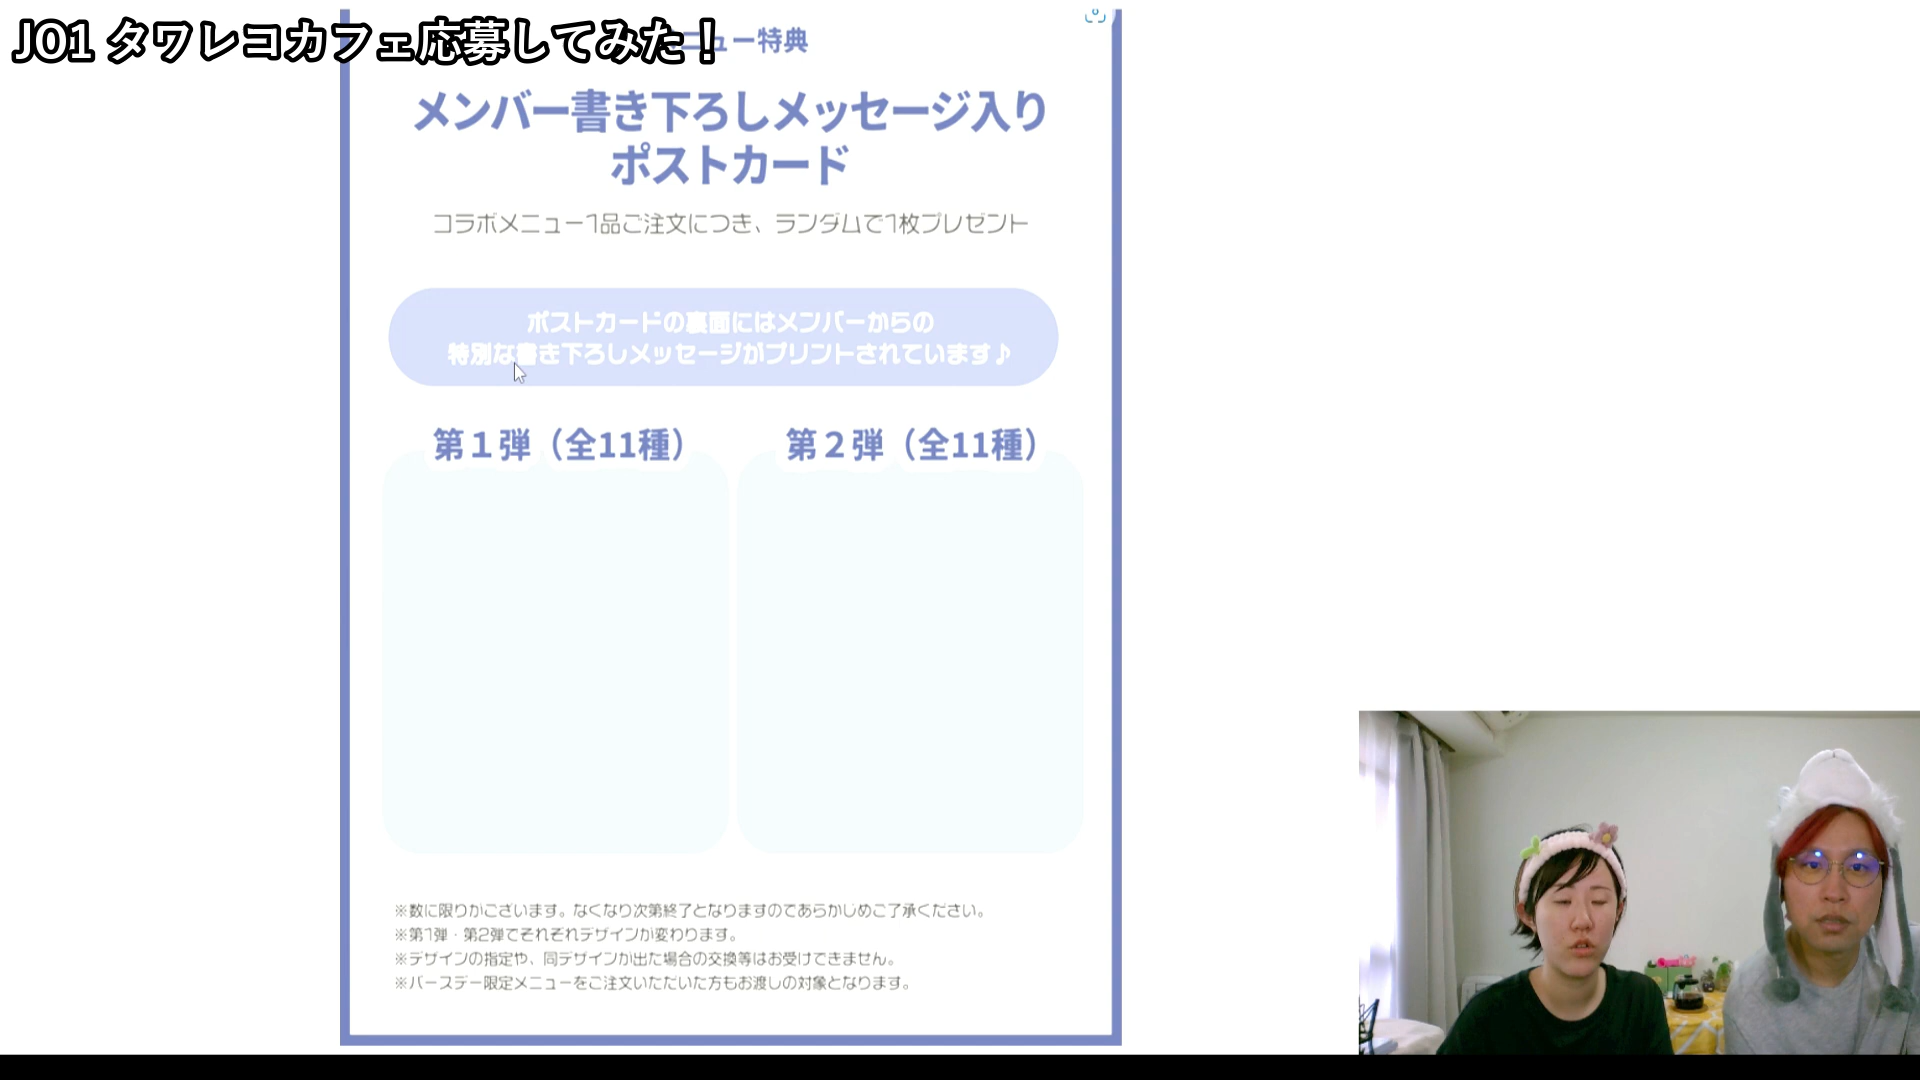 JO1 タワレコカフェ応募してみた！
ニュー特典
メンバー書き下ろしメッセージ入り
ポストカード
コラボメニュー1品ご注文につき、ランダムで1枚プレゼント
ポストカードの裏面にはメンバーからの
特別な書き下ろしメッセージがプリントされています♪
第１弾（全11種）
第２弾（全11種）
※数に限りがございます。なくなり次第終了となりますのであらかじめご了承ください。
※第1弾・第2弾でそれぞれデザインが変わります。
※デザインの指定や、同デザインが出た場合の交換等はお受けできません。
※バースデー限定メニューをご注文いただいた方もお渡しの対象となります。